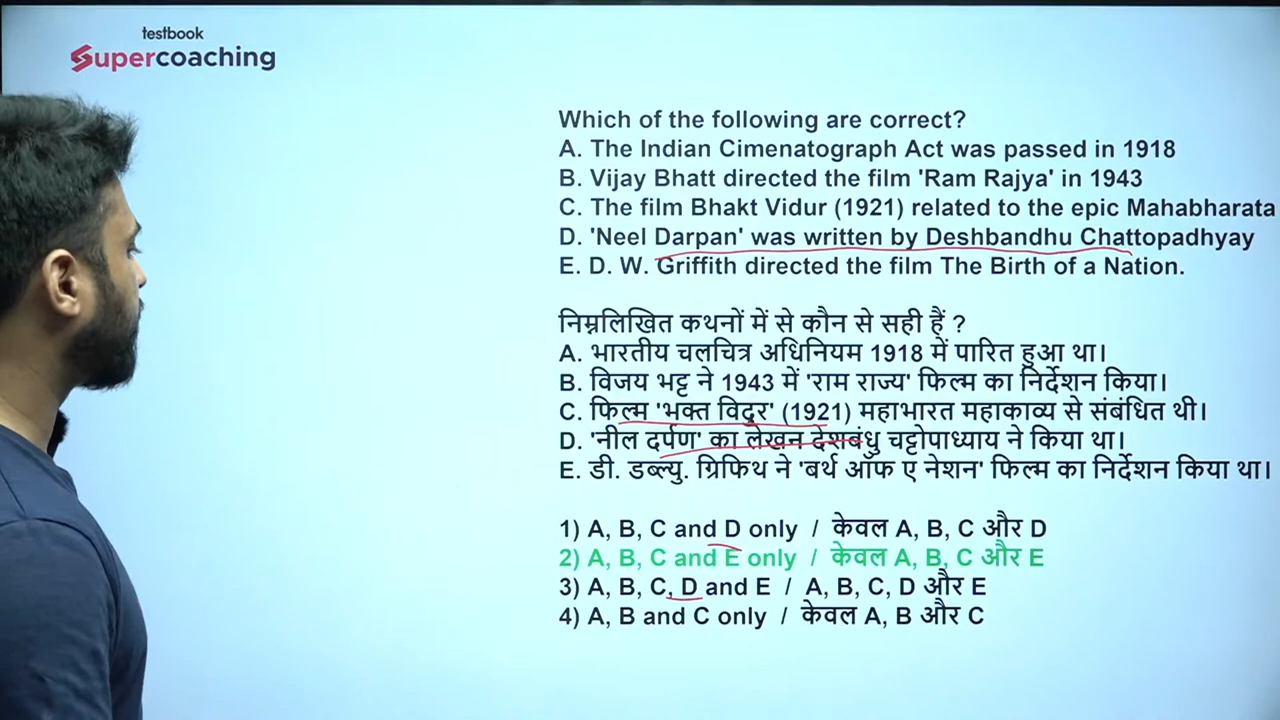 testbook
Supercoaching
Which of the following are correct?
A. The Indian Cimenatograph Act was passed in 1918
B. Vijay Bhatt directed the film 'Ram Rajya' in 1943
C. The film Bhakt Vidur (1921) related to the epic Mahabharata
D. 'Neel Darpan' was written by Deshbandhu Chattopadhyay
E. D. W. Griffith directed the film The Birth of a Nation.
निम्नलिखित कथनों में से कौन से सही हैं ?
A. भारतीय चलचित्र अधिनियम 1918 में पारित हुआ था।
B. विजय भट्ट ने 1943 में 'राम राज्य' फिल्म का निर्देशन किया।
C. फिल्म 'भक्त विदुर' (1921) महाभारत महाकाव्य से संबंधित थी।
D. 'नील दर्पण' का लेखन देशबंधु चट्टोपाध्याय ने किया था।
E. डी. डब्ल्यु. ग्रिफिथ ने 'बर्थ ऑफ ए नेशन' फिल्म का निर्देशन किया था।
1) A, B, C and D only / केवल A, B, C और D
2) A, B, C and E only / केवल A, B, C और E
3) A, B, C, D and E / A, B, C, D और E
4) A, B and C only / केवल A, B और C